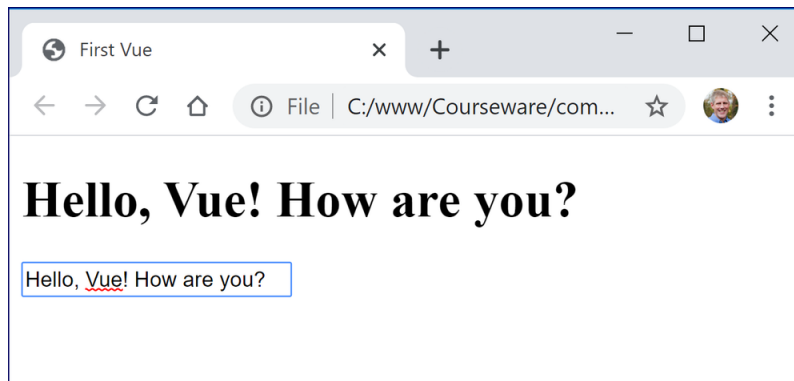 First Vue
File C:/www/Courseware/com...
Hello, Vue! How are you?
Hello, Vue! How are you?